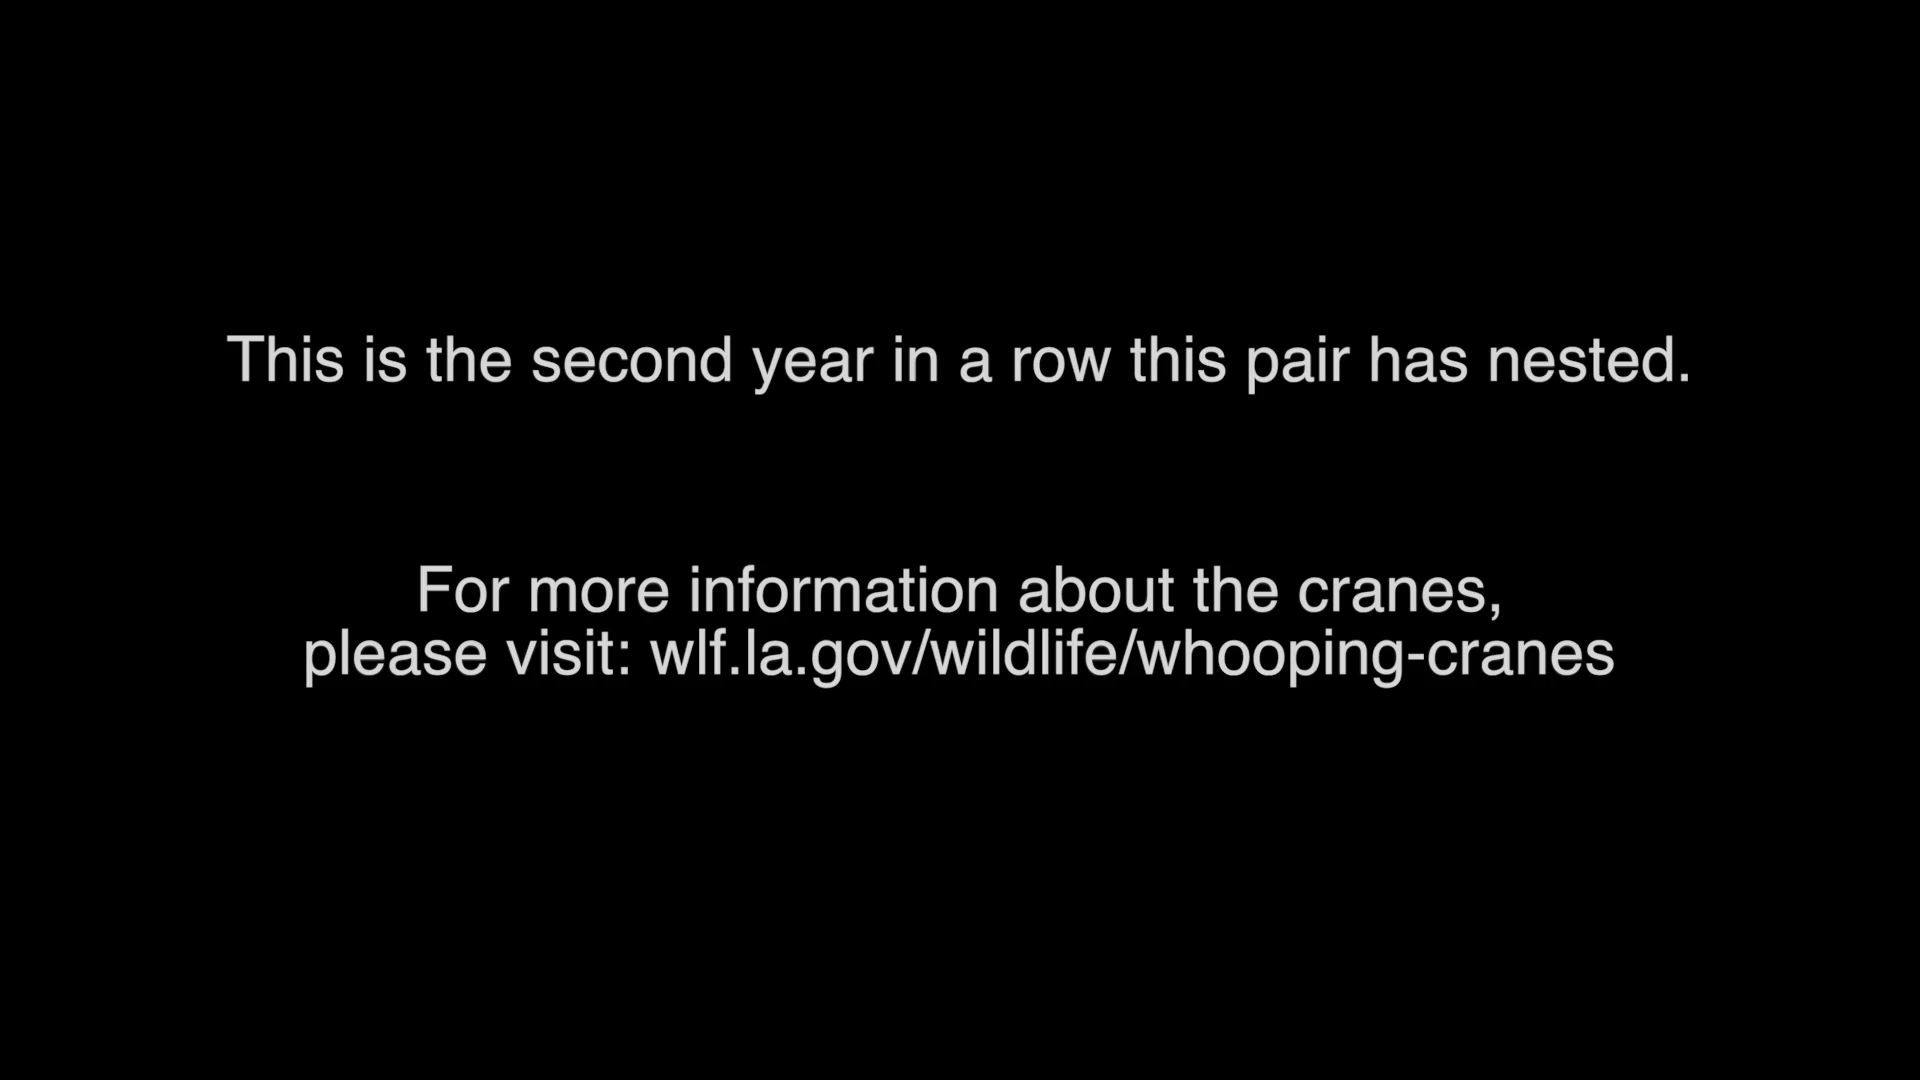 This is the second year in a row this pair has nested.
For more information about the cranes,
please visit: wlf.la.gov/wildlife/whooping-cranes